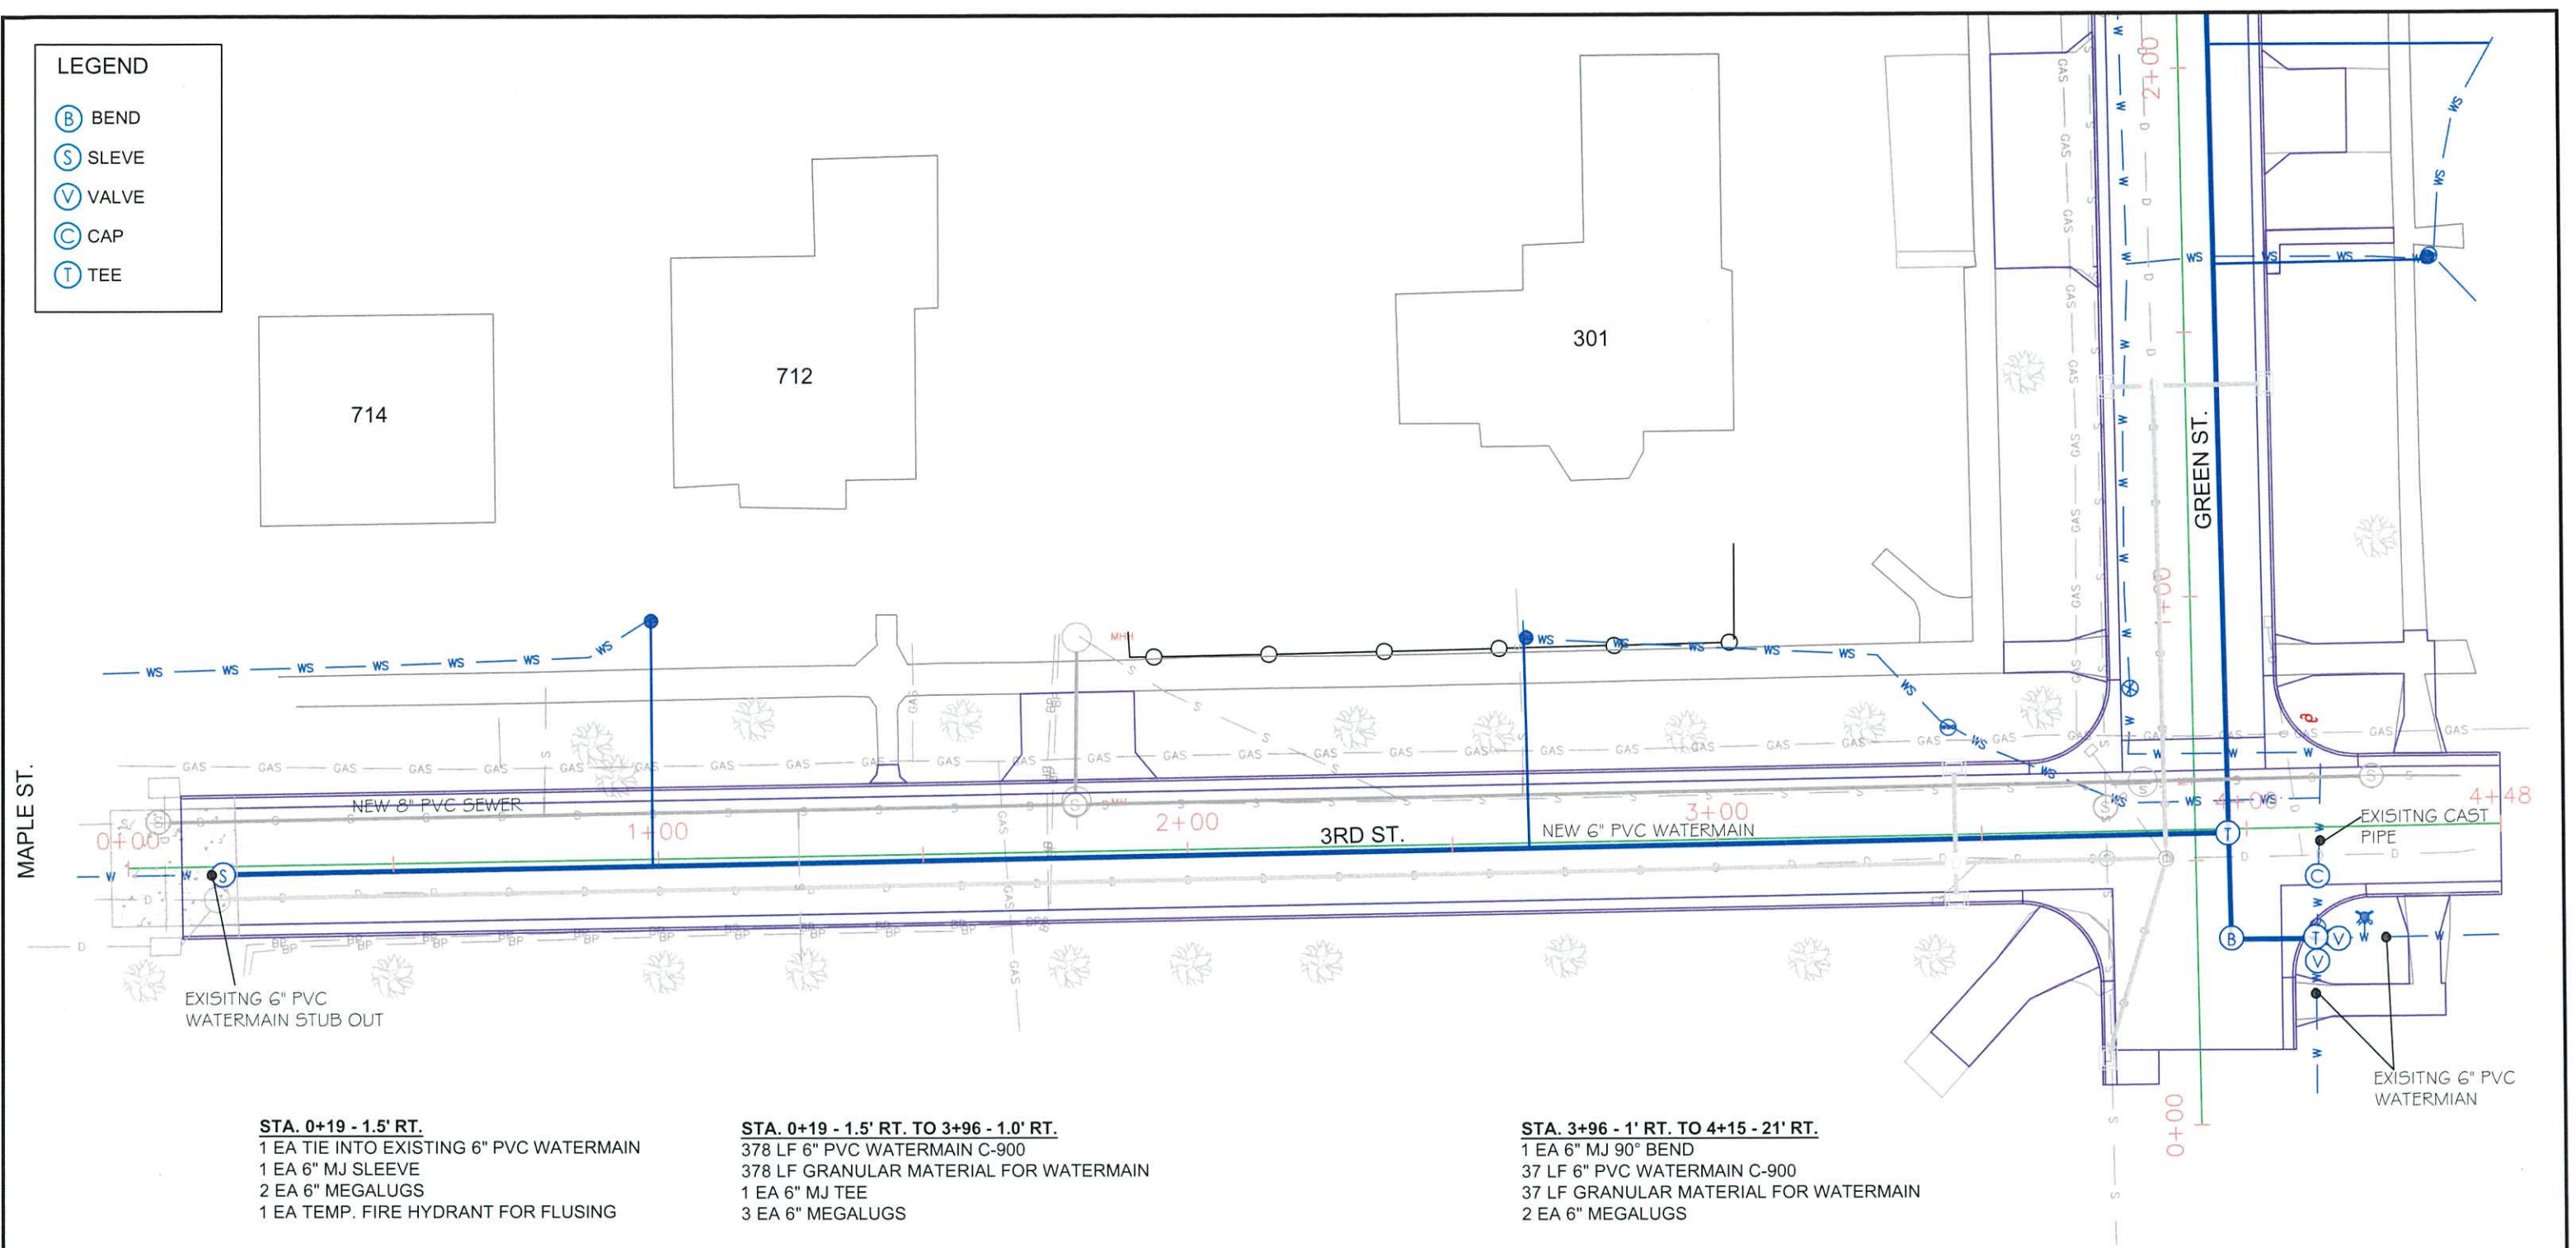 LEGEND
B BEND
S SLEVE
V VALVE
C CAP
T TEE
714
712
301
2+00
1+00
0+00
GREEN ST.
MAPLE ST.
NEW 8" PVC SEWER
0+00
1+00
2+00
3+00
4+00
4+48
3RD ST.
NEW 6" PVC WATERMAIN
EXISITNG CAST
PIPE
EXISITNG 6" PVC
WATERMAIN STUB OUT
EXISITNG 6" PVC
WATERMIAN
STA. 0+19 - 1.5' RT.
1 EA TIE INTO EXISTING 6" PVC WATERMAIN
1 EA 6" MJ SLEEVE
2 EA 6" MEGALUGS
1 EA TEMP. FIRE HYDRANT FOR FLUSING
STA. 0+19 - 1.5' RT. TO 3+96 - 1.0' RT.
378 LF 6" PVC WATERMAIN C-900
378 LF GRANULAR MATERIAL FOR WATERMAIN
1 EA 6" MJ TEE
3 EA 6" MEGALUGS
STA. 3+96 - 1' RT. TO 4+15 - 21' RT.
1 EA 6" MJ 90° BEND
37 LF 6" PVC WATERMAIN C-900
37 LF GRANULAR MATERIAL FOR WATERMAIN
2 EA 6" MEGALUGS